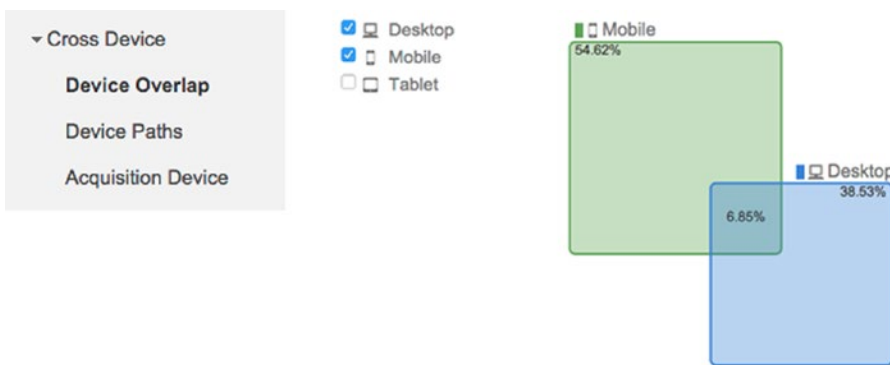 Cross Device
Device Overlap
Device Paths
Acquisition Device
Desktop
Mobile
Tablet
Mobile
54.62%
Desktop
38.53%
6.85%